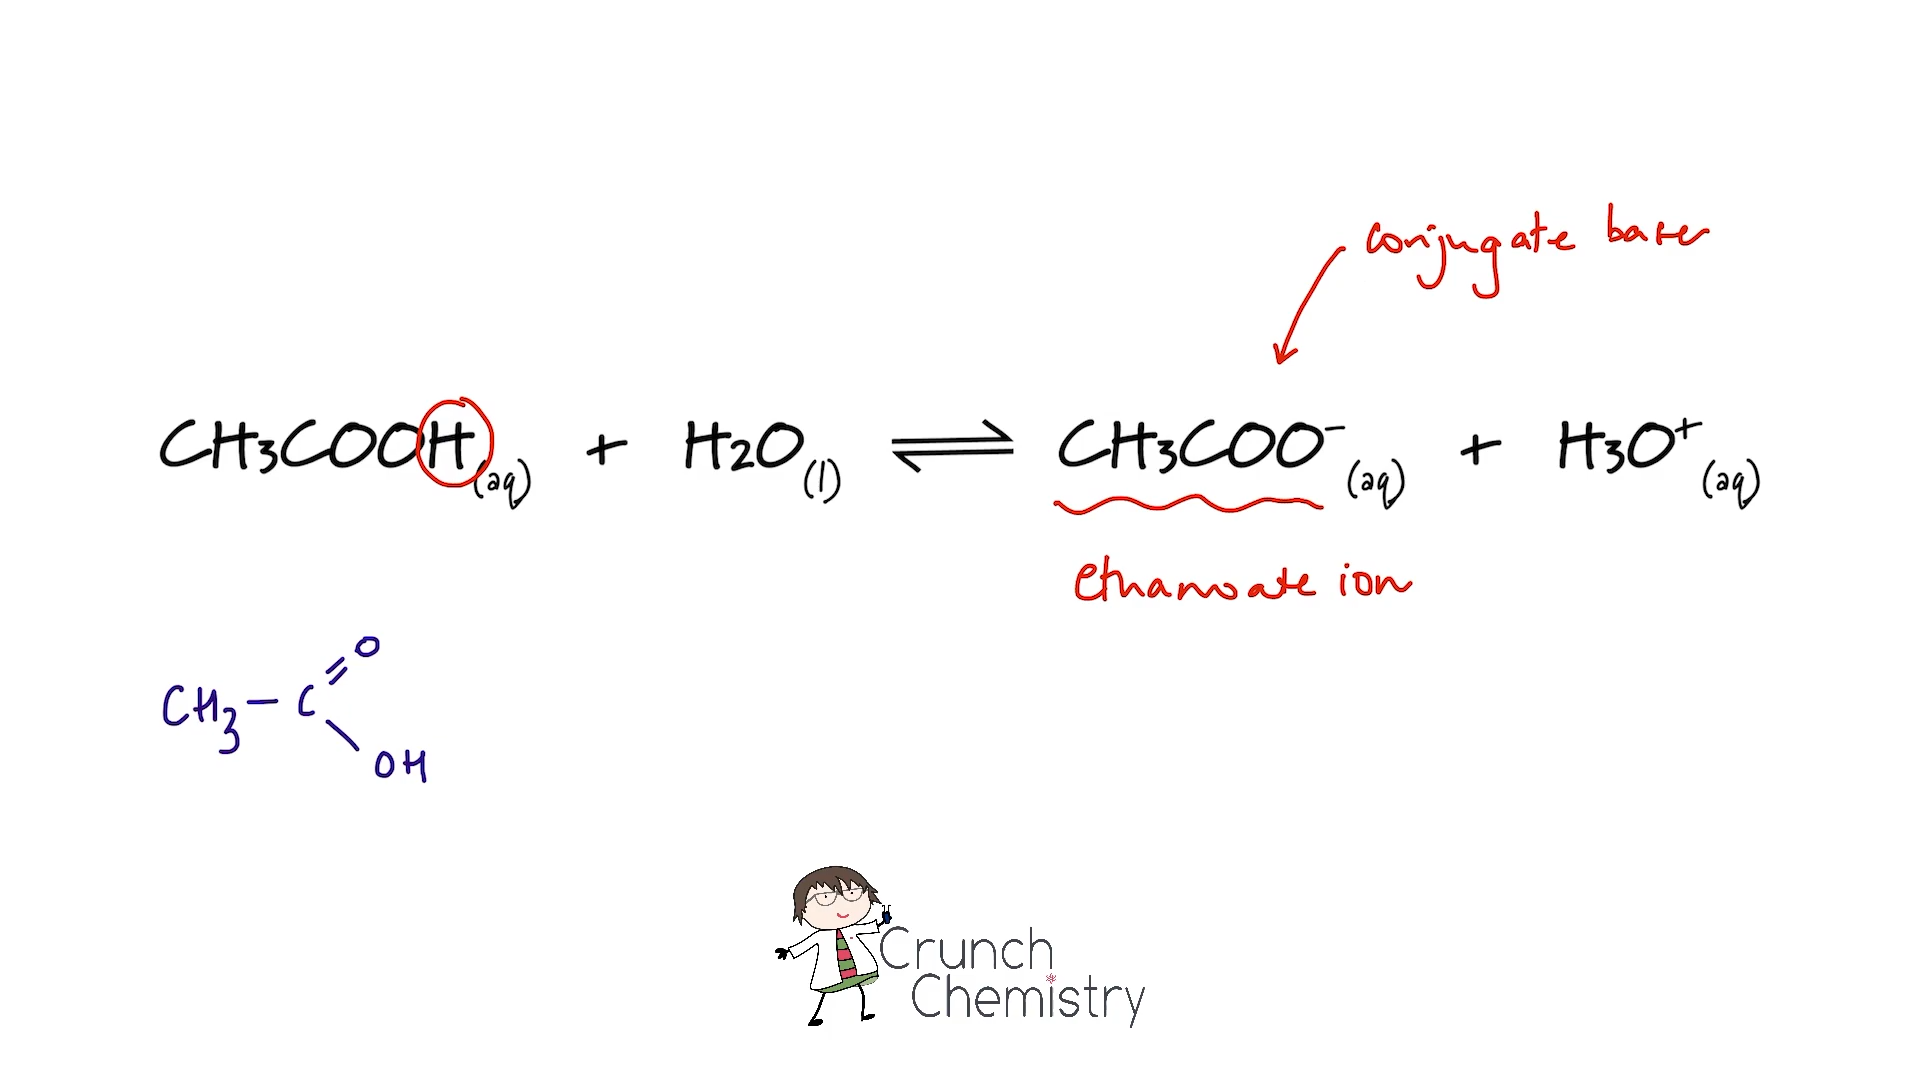 conjugate base
CH3COOH(aq) + H2O(l) ⇌ CH3COO⁻(aq) + H3O⁺(aq)
ethanoate ion
CH₃ – C
=O
OH
Crunch
Chemistry